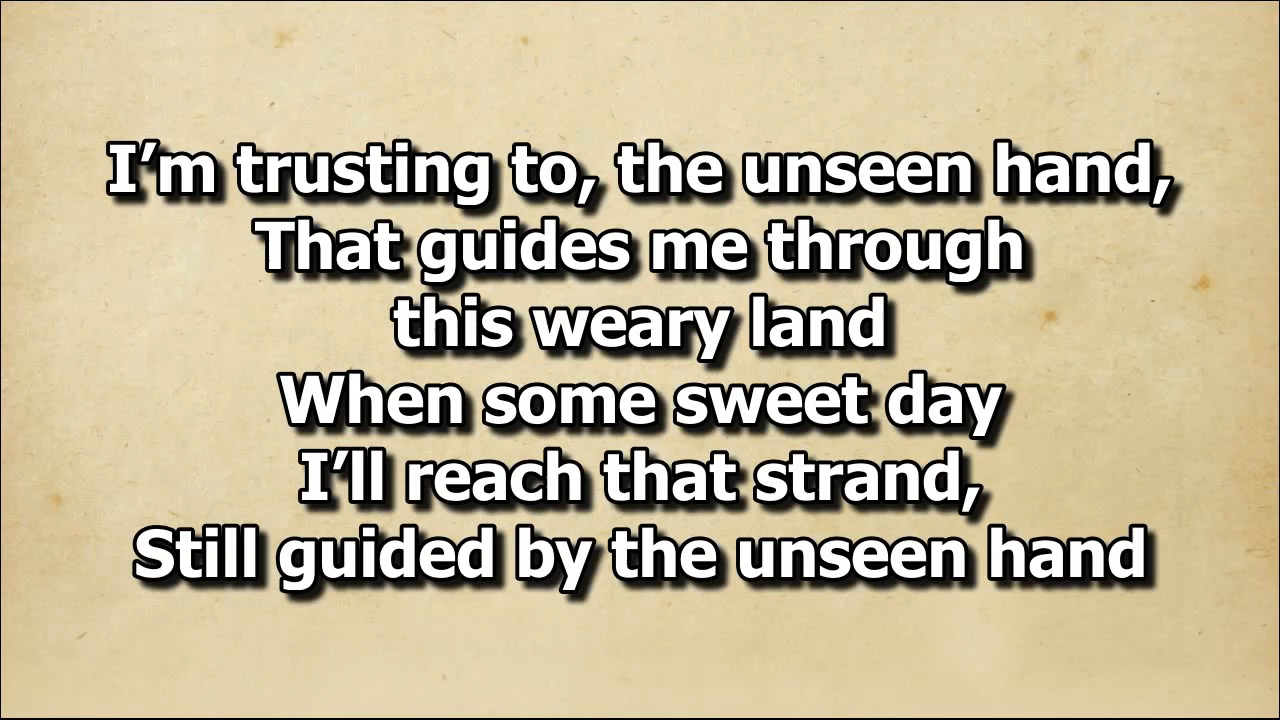 I’m trusting to, the unseen hand,
That guides me through
this weary land
When some sweet day
I’ll reach that strand,
Still guided by the unseen hand